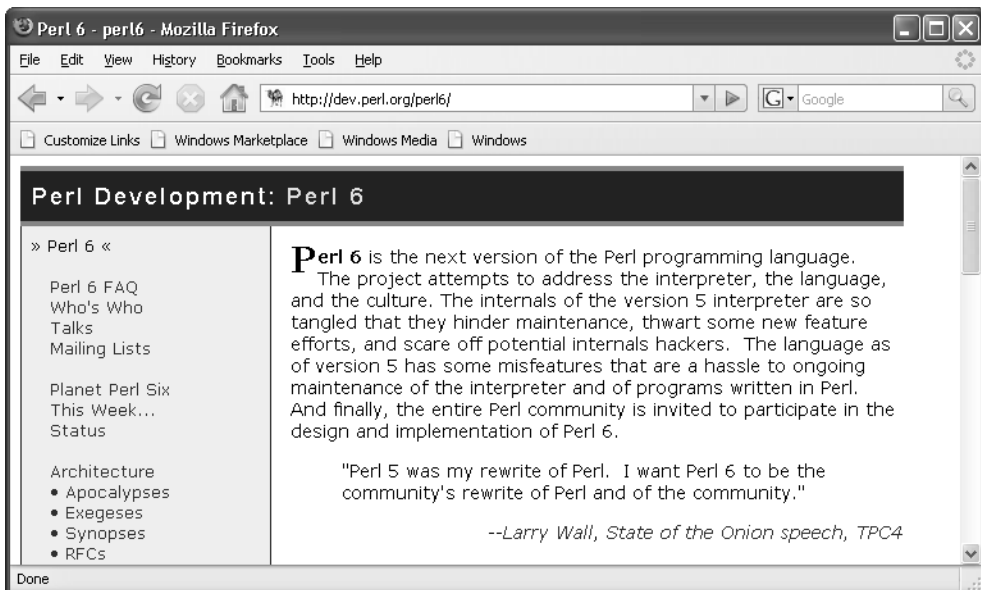 Perl 6 - perl6 - Mozilla Firefox
File Edit View History Bookmarks Tools Help
http://dev.perl.org/perl6/ G Google
Customize Links Windows Marketplace Windows Media Windows
Perl Development: Perl 6
» Perl 6 «
Perl 6 FAQ
Who's Who
Talks
Mailing Lists
Planet Perl Six
This Week...
Status
Architecture
• Apocalypses
• Exegeses
• Synopses
• RFCs
Perl 6 is the next version of the Perl programming language.
The project attempts to address the interpreter, the language,
and the culture. The internals of the version 5 interpreter are so
tangled that they hinder maintenance, thwart some new feature
efforts, and scare off potential internals hackers. The language as
of version 5 has some misfeatures that are a hassle to ongoing
maintenance of the interpreter and of programs written in Perl.
And finally, the entire Perl community is invited to participate in the
design and implementation of Perl 6.
"Perl 5 was my rewrite of Perl. I want Perl 6 to be the
community's rewrite of Perl and of the community."
--Larry Wall, State of the Onion speech, TPC4
Done